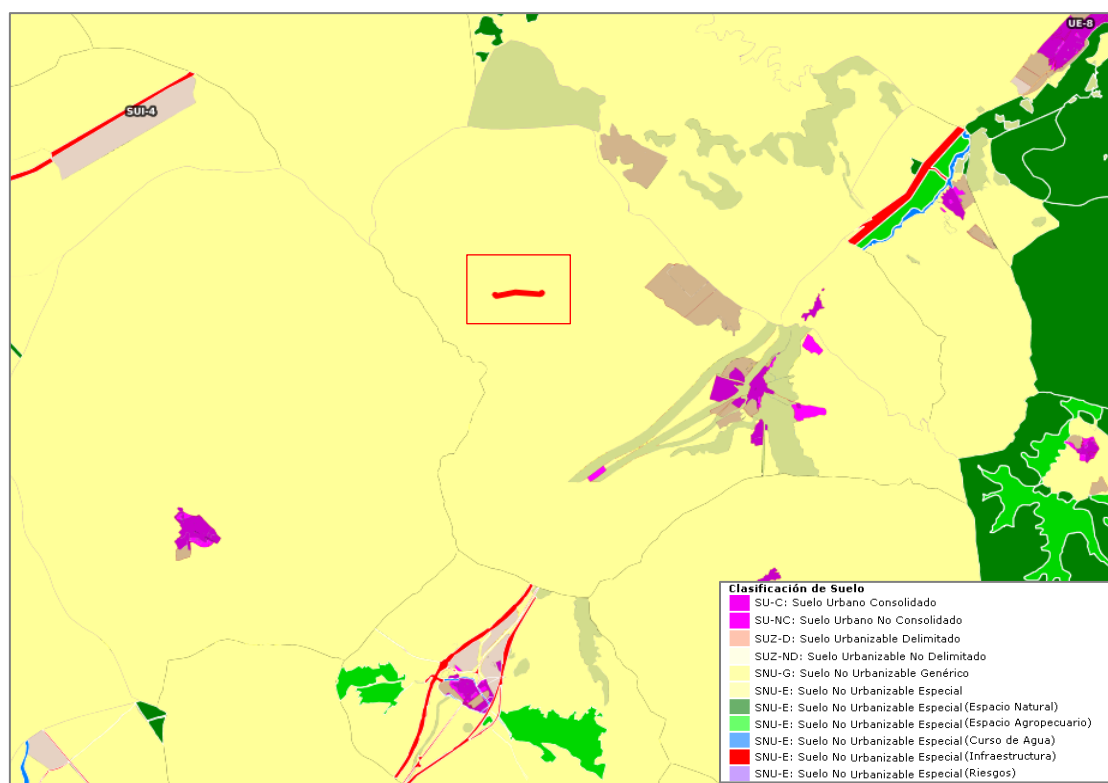 UE-8
SUI-4
Clasificación de Suelo
SU-C: Suelo Urbano Consolidado
SU-NC: Suelo Urbano No Consolidado
SUZ-D: Suelo Urbanizable Delimitado
SUZ-ND: Suelo Urbanizable No Delimitado
SNU-G: Suelo No Urbanizable Genérico
SNU-E: Suelo No Urbanizable Especial
SNU-E: Suelo No Urbanizable Especial (Espacio Natural)
SNU-E: Suelo No Urbanizable Especial (Espacio Agropecuario)
SNU-E: Suelo No Urbanizable Especial (Curso de Agua)
SNU-E: Suelo No Urbanizable Especial (Infraestructura)
SNU-E: Suelo No Urbanizable Especial (Riesgos)